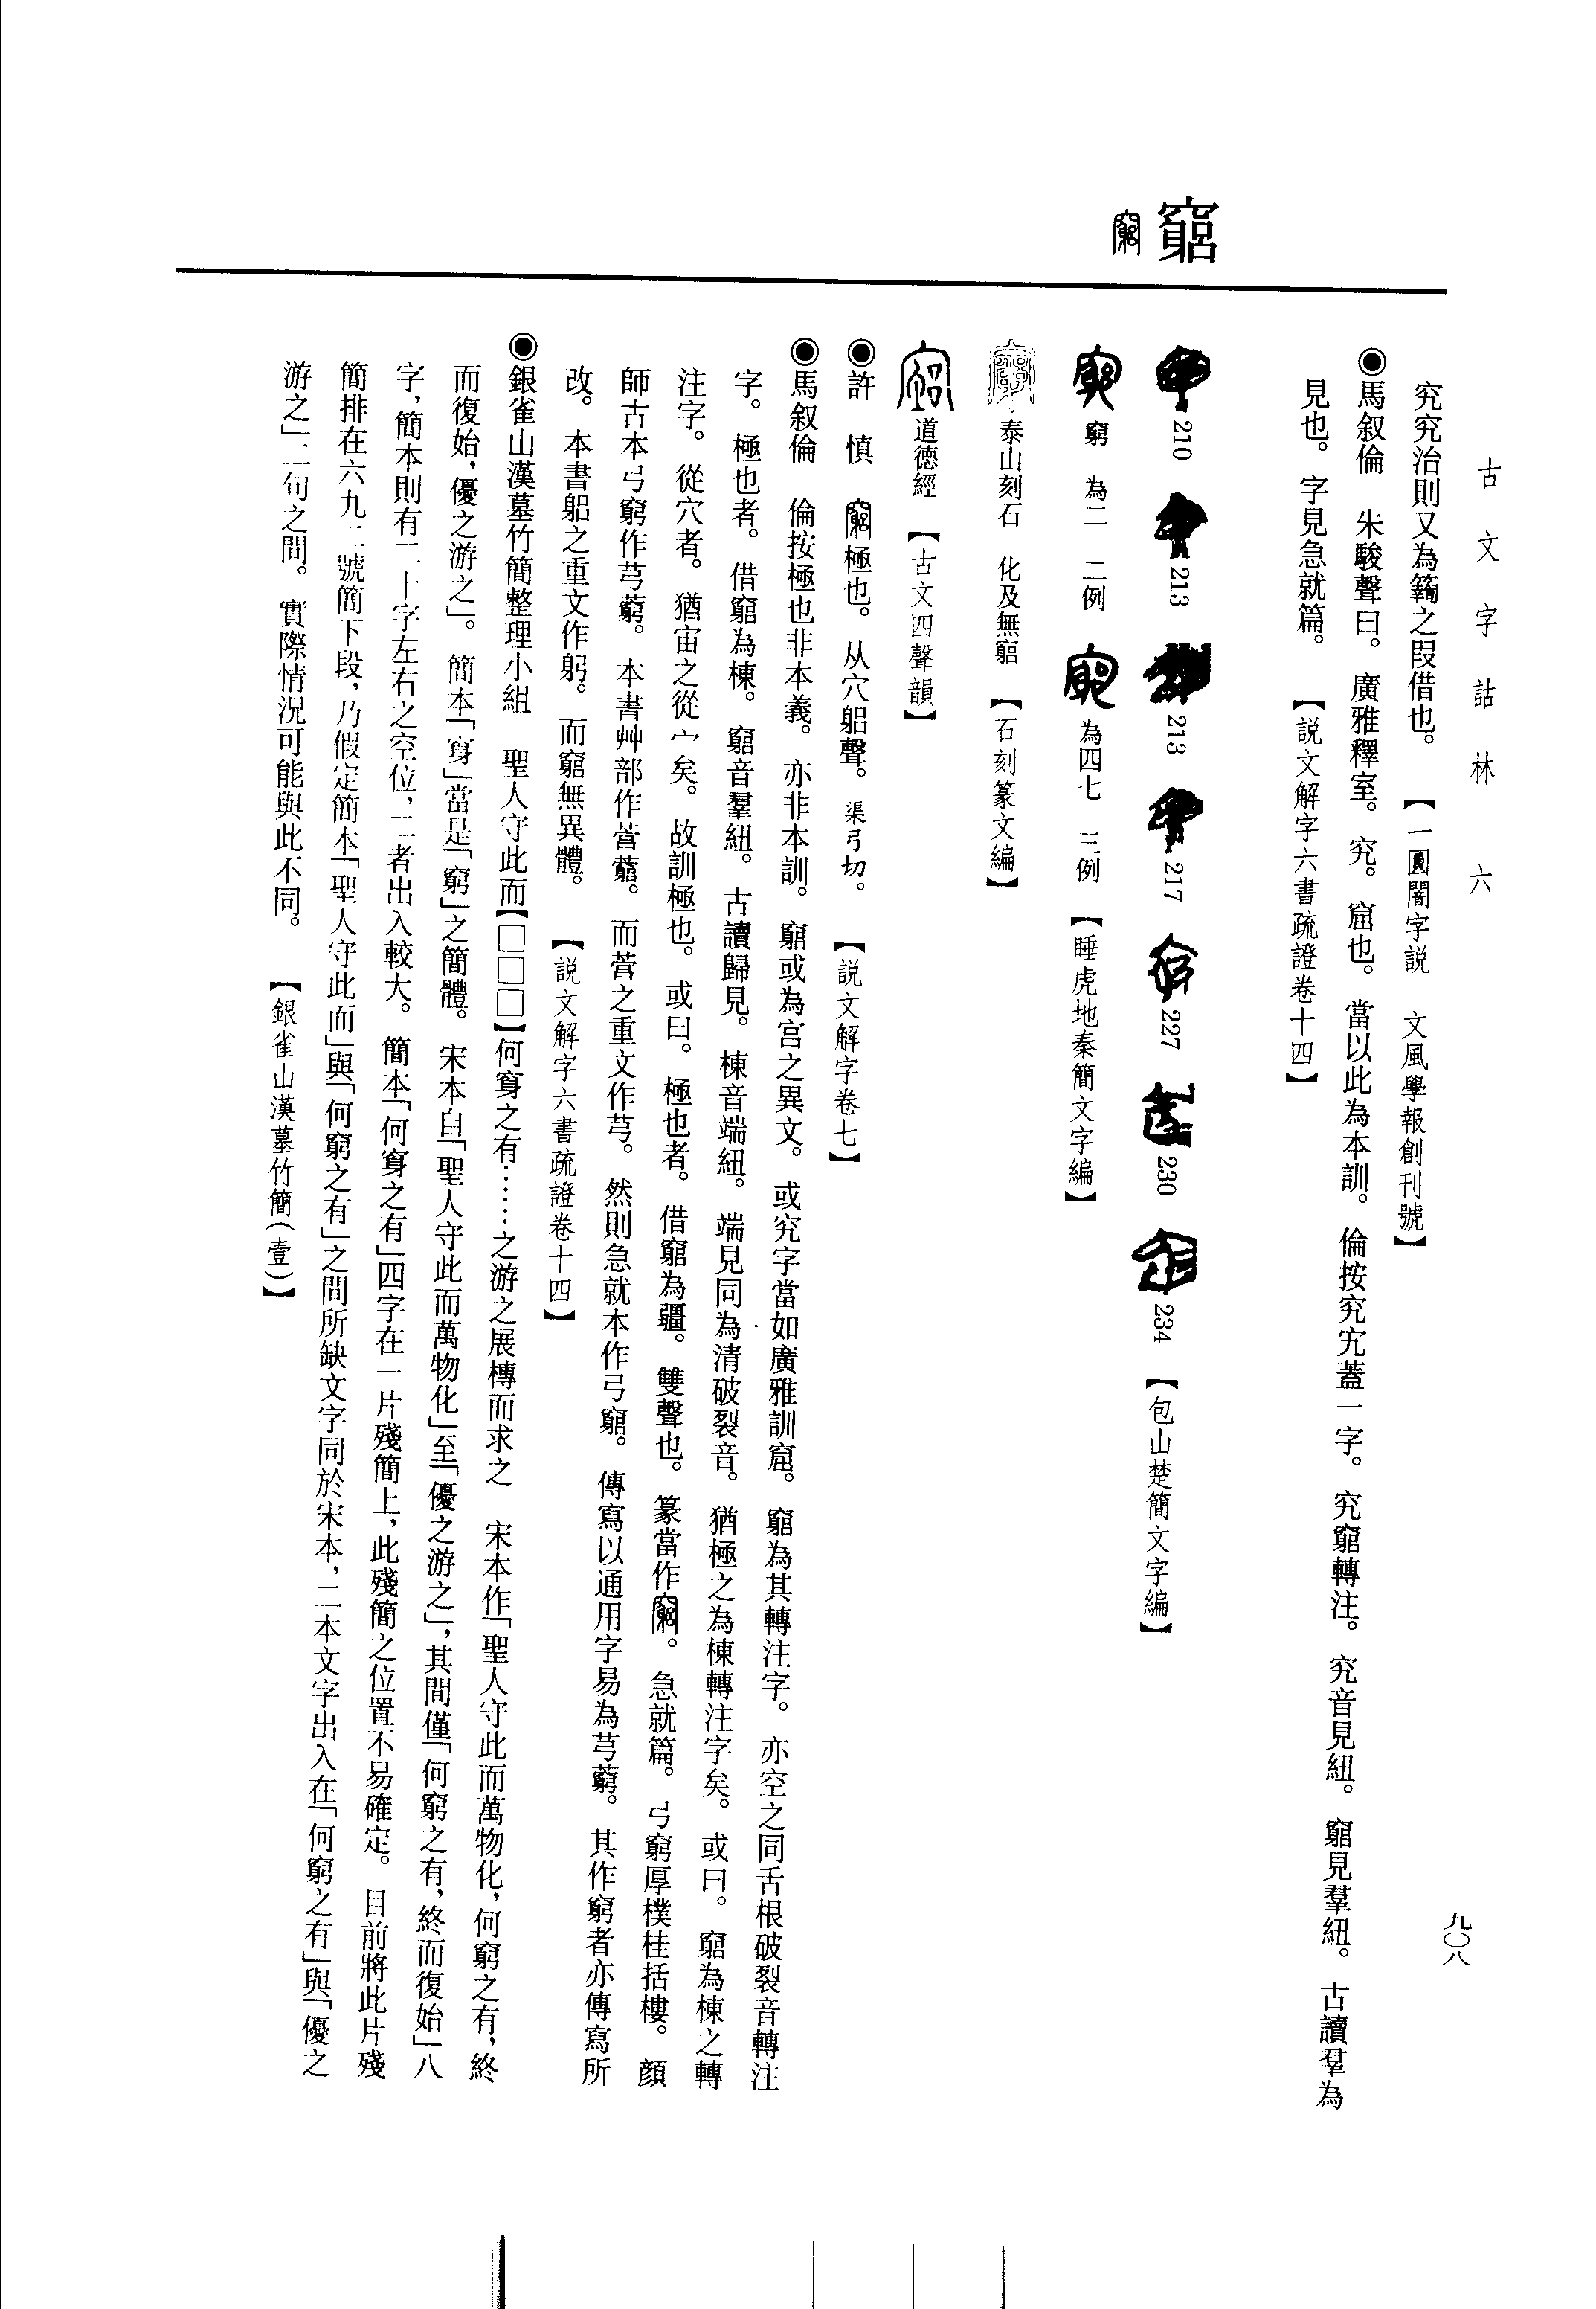 古文字詁林 六
九〇八
究究治則又為籟之叚借也。【一圓闇字説 文風學報創刊號】
◉馬叙倫 朱駿聲曰。廣雅釋室。究。窟也。當以此為本訓。倫按究宄蓋一字。究竆轉注。究音見紐。竆見羣紐。古讀羣為
見也。字見急就篇。【説文解字六書疏證卷十四】
竆
210 213 213 217 227 230 234【包山楚簡文字編】
窮 為二 二例 為四七 三例【睡虎地秦簡文字編】
泰山刻石 化及無竆【石刻篆文編】
道德經【古文四聲韻】
◉許 慎 極也。从穴躳聲。渠弓切。【説文解字卷七】
◉馬叙倫 倫按極也非本義。亦非本訓。竆或為宫之異文。或究字當如廣雅訓窟。竆為其轉注字。亦空之同舌根破裂音轉注
字。極也者。借竆為棟。竆音羣紐。古讀歸見。棟音端紐。端見同為清破裂音。猶極之為棟轉注字矣。或曰。竆為棟之轉
注字。從穴者。猶宙之從宀矣。故訓極也。或曰。極也者。借竆為疆。雙聲也。篆當作。急就篇。弓窮厚樸桂括樓。顔
師古本弓窮作芎藭。本書艸部作营藭。而营之重文作芎。然則急就本作弓竆。傳寫以通用字易為芎藭。其作窮者亦傳寫所
改。本書躳之重文作躬。而竆無異體。【説文解字六書疏證卷十四】
◉銀雀山漢墓竹簡整理小組 聖人守此而【□□□】何窮之有……之游之展槫而求之 宋本作「聖人守此而萬物化，何窮之有，終
而復始，優之游之」。簡本「穿」當是「窮」之簡體。宋本自「聖人守此而萬物化」至「優之游之」，其間僅「何窮之有，終而復始」八
字，簡本則有二十字左右之空位，二者出入較大。簡本「何穿之有」四字在一片殘簡上，此殘簡之位置不易確定。目前將此片殘
簡排在六九二號簡下段，乃假定簡本「聖人守此而」與「何窮之有」之間所缺文字同於宋本，二本文字出入在「何窮之有」與「優之
游之」二句之間。實際情況可能與此不同。【銀雀山漢墓竹簡（壹）】